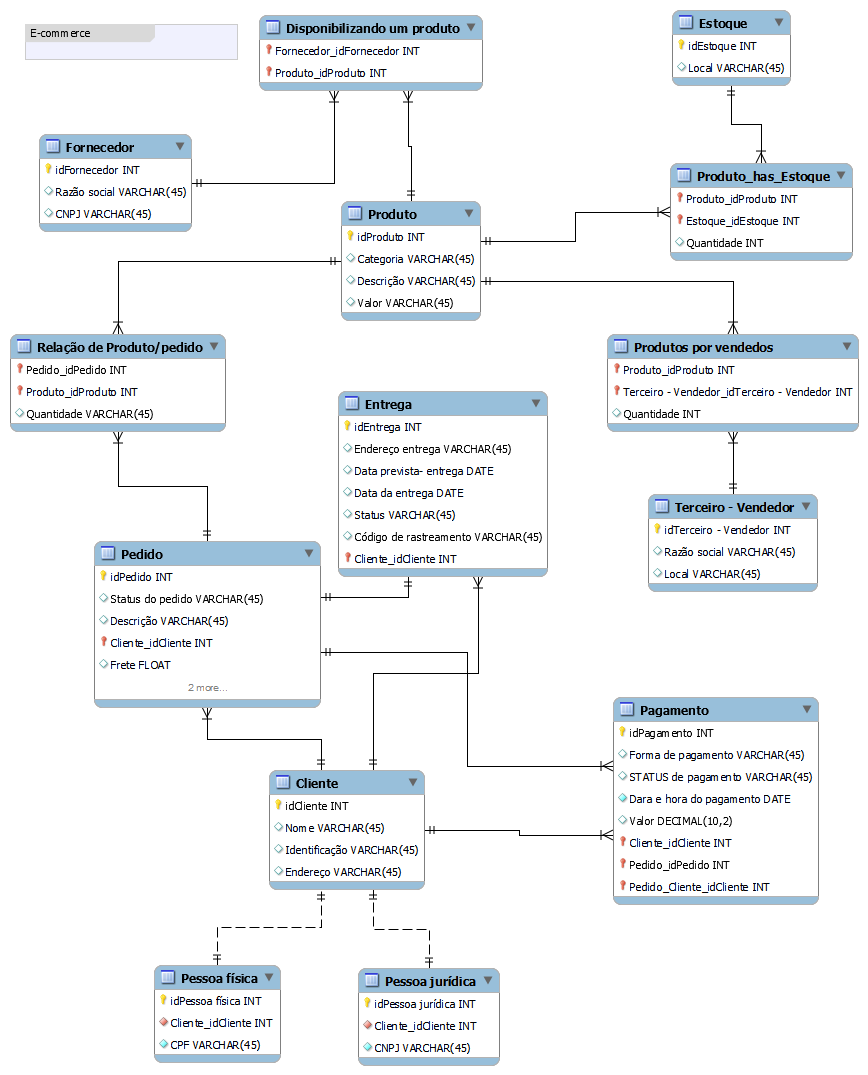 E-commerce
Disponibilizando um produto
Fornecedor_idFornecedor INT
Produto_idProduto INT
Estoque
idEstoque INT
Local VARCHAR(45)
Fornecedor
idFornecedor INT
Razão social VARCHAR(45)
CNPJ VARCHAR(45)
Produto_has_Estoque
Produto_idProduto INT
Estoque_idEstoque INT
Quantidade INT
Produto
idProduto INT
Categoria VARCHAR(45)
Descrição VARCHAR(45)
Valor VARCHAR(45)
Relação de Produto/pedido
Pedido_idPedido INT
Produto_idProduto INT
Quantidade VARCHAR(45)
Produtos por vendedos
Produto_idProduto INT
Terceiro - Vendedor_idTerceiro - Vendedor INT
Quantidade INT
Entrega
idEntrega INT
Endereço entrega VARCHAR(45)
Data prevista- entrega DATE
Data da entrega DATE
Status VARCHAR(45)
Código de rastreamento VARCHAR(45)
Cliente_idCliente INT
Terceiro - Vendedor
idTerceiro - Vendedor INT
Razão social VARCHAR(45)
Local VARCHAR(45)
Pedido
idPedido INT
Status do pedido VARCHAR(45)
Descrição VARCHAR(45)
Cliente_idCliente INT
Frete FLOAT
2 more...
Pagamento
idPagamento INT
Forma de pagamento VARCHAR(45)
STATUS de pagamento VARCHAR(45)
Dara e hora do pagamento DATE
Valor DECIMAL(10,2)
Cliente_idCliente INT
Pedido_idPedido INT
Pedido_Cliente_idCliente INT
Cliente
idCliente INT
Nome VARCHAR(45)
Identificação VARCHAR(45)
Endereço VARCHAR(45)
Pessoa física
idPessoa física INT
Cliente_idCliente INT
CPF VARCHAR(45)
Pessoa jurídica
idPessoa jurídica INT
Cliente_idCliente INT
CNPJ VARCHAR(45)